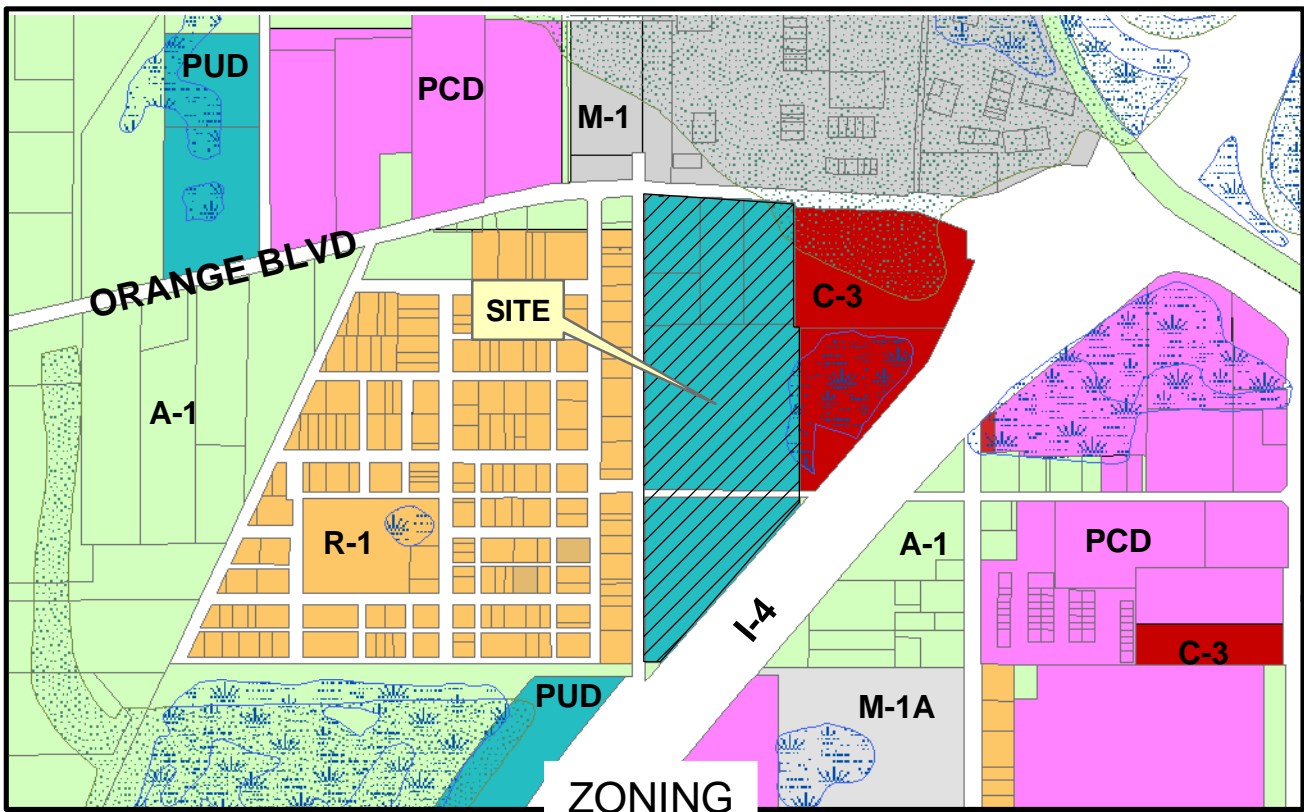 PUD
PCD
M-1
ORANGE BLVD
SITE
C-3
A-1
R-1
A-1
PCD
I-4
C-3
PUD
M-1A
ZONING